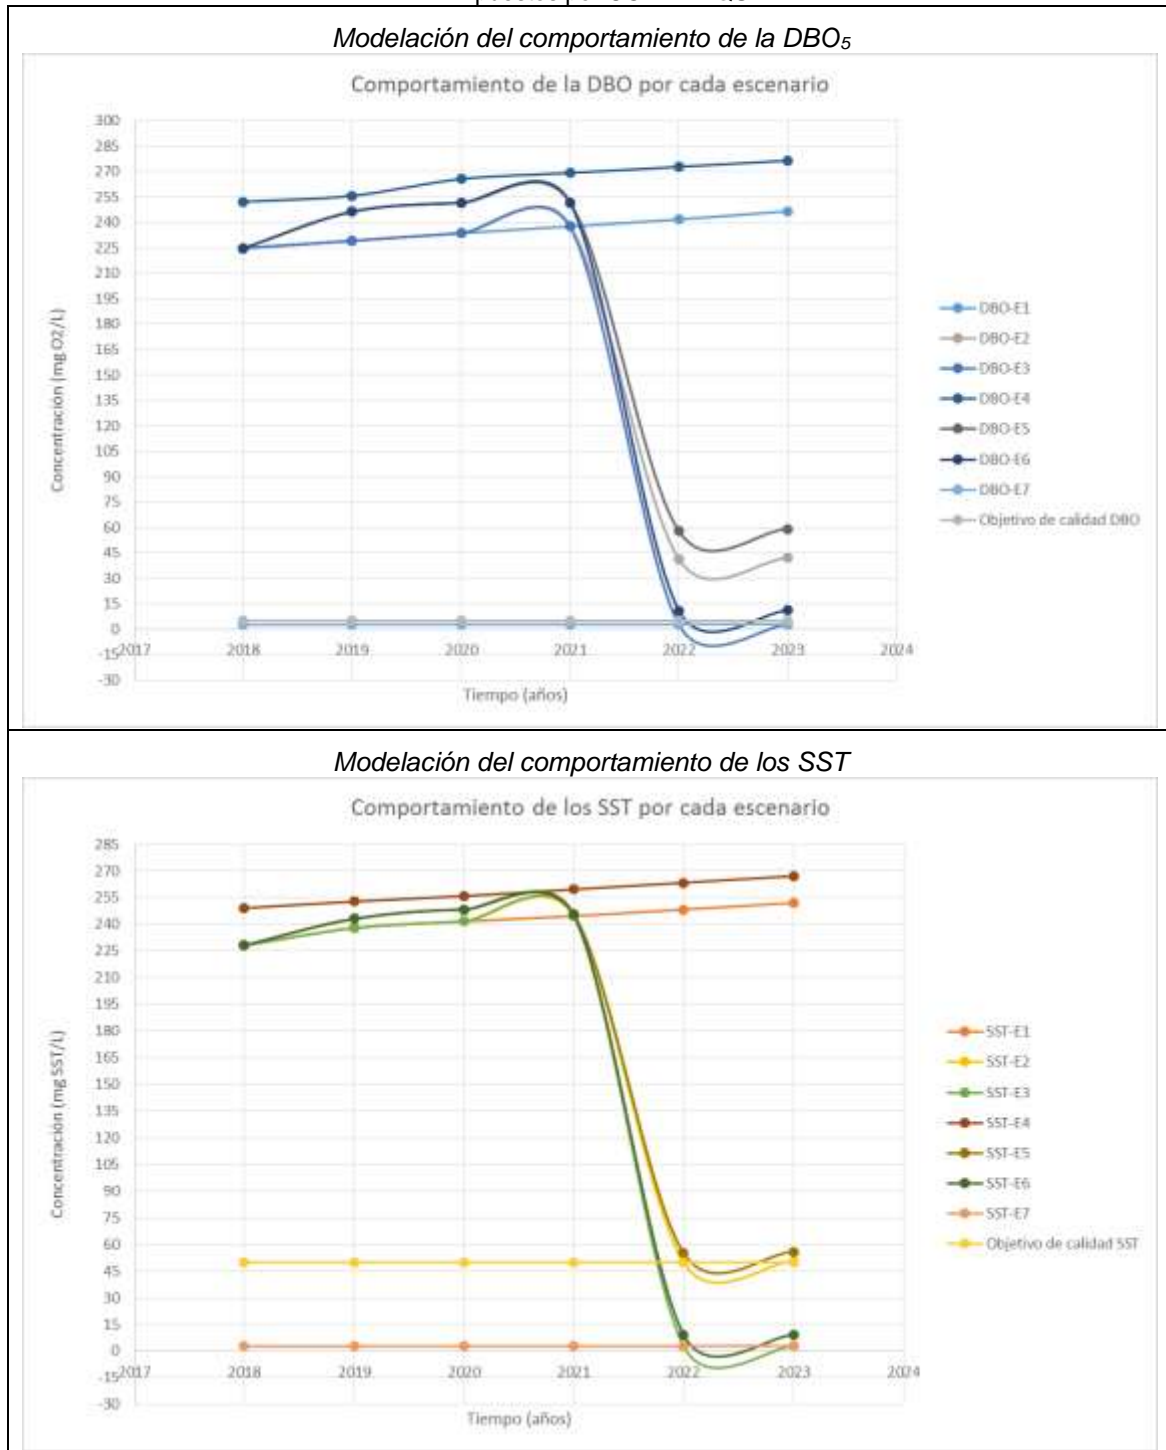 Modelación del comportamiento de la DBO₅
Comportamiento de la DBO por cada escenario
300
285
270
255
240
225
210
195
180
165
150
135
120
105
90
75
60
45
30
15
0
-15
-30
Concentración (mg O2/L)
2017 2018 2019 2020 2021 2022 2023 2024
Tiempo (años)
DBO-E1
DBO-E2
DBO-E3
DBO-E4
DBO-E5
DBO-E6
DBO-E7
Objetivo de calidad DBO
Modelación del comportamiento de los SST
Comportamiento de los SST por cada escenario
285
270
255
240
225
210
195
180
165
150
135
120
105
90
75
60
45
30
15
0
-15
-30
Concentración (mg SST/L)
2017 2018 2019 2020 2021 2022 2023 2024
Tiempo (años)
SST-E1
SST-E2
SST-E3
SST-E4
SST-E5
SST-E6
SST-E7
Objetivo de calidad SST